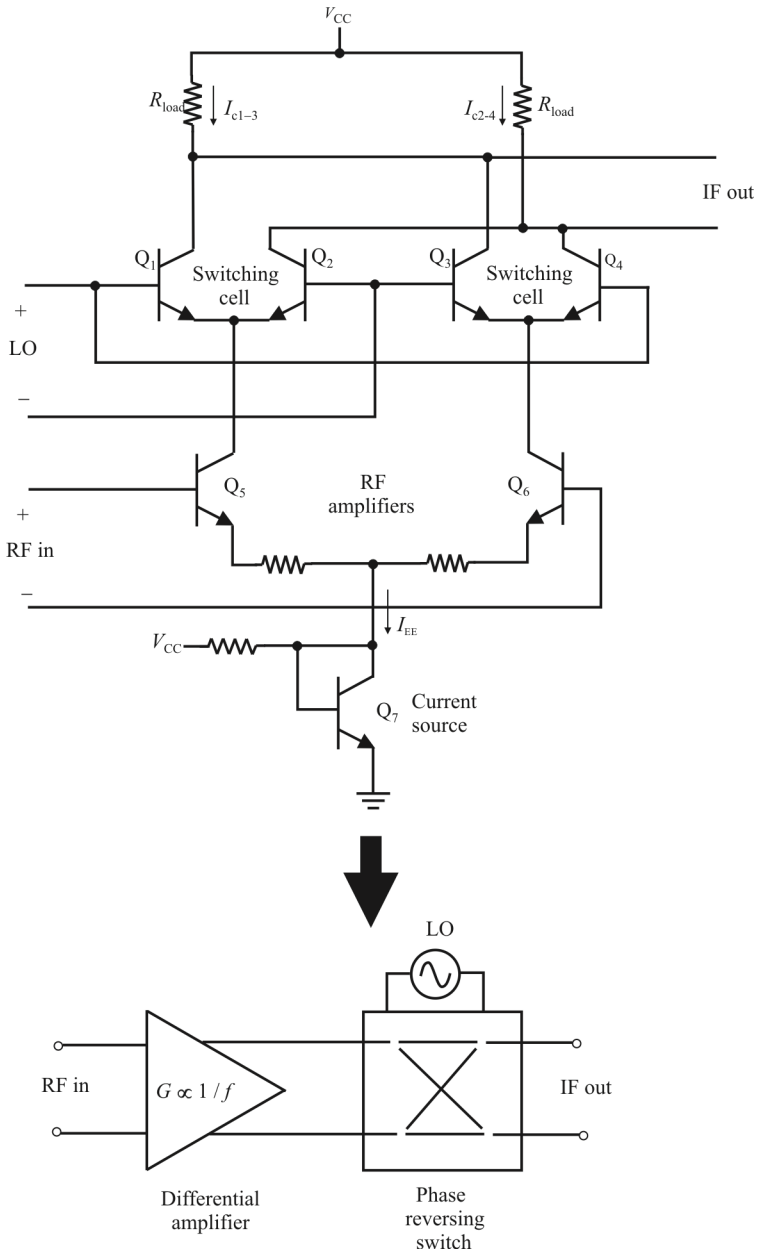 V_CC
R_load
I_c1–3
I_c2-4
R_load
IF out
Q_1
Switching
cell
Q_2
Q_3
Switching
cell
Q_4
+
LO
−
Q_5
RF
amplifiers
Q_6
+
RF in
−
I_EE
V_CC
Q_7
Current
source
LO
RF in
G ∝ 1 / f
IF out
Differential
amplifier
Phase
reversing
switch